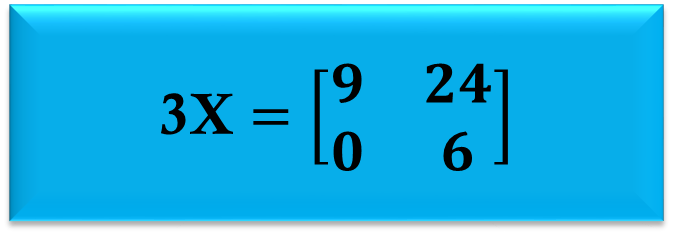 3X = [9 24
0 6]